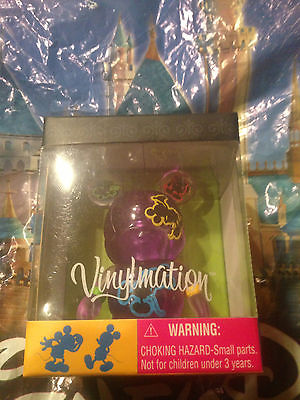 Vinylmation
WARNING:
CHOKING HAZARD-Small parts.
Not for children under 3 years.